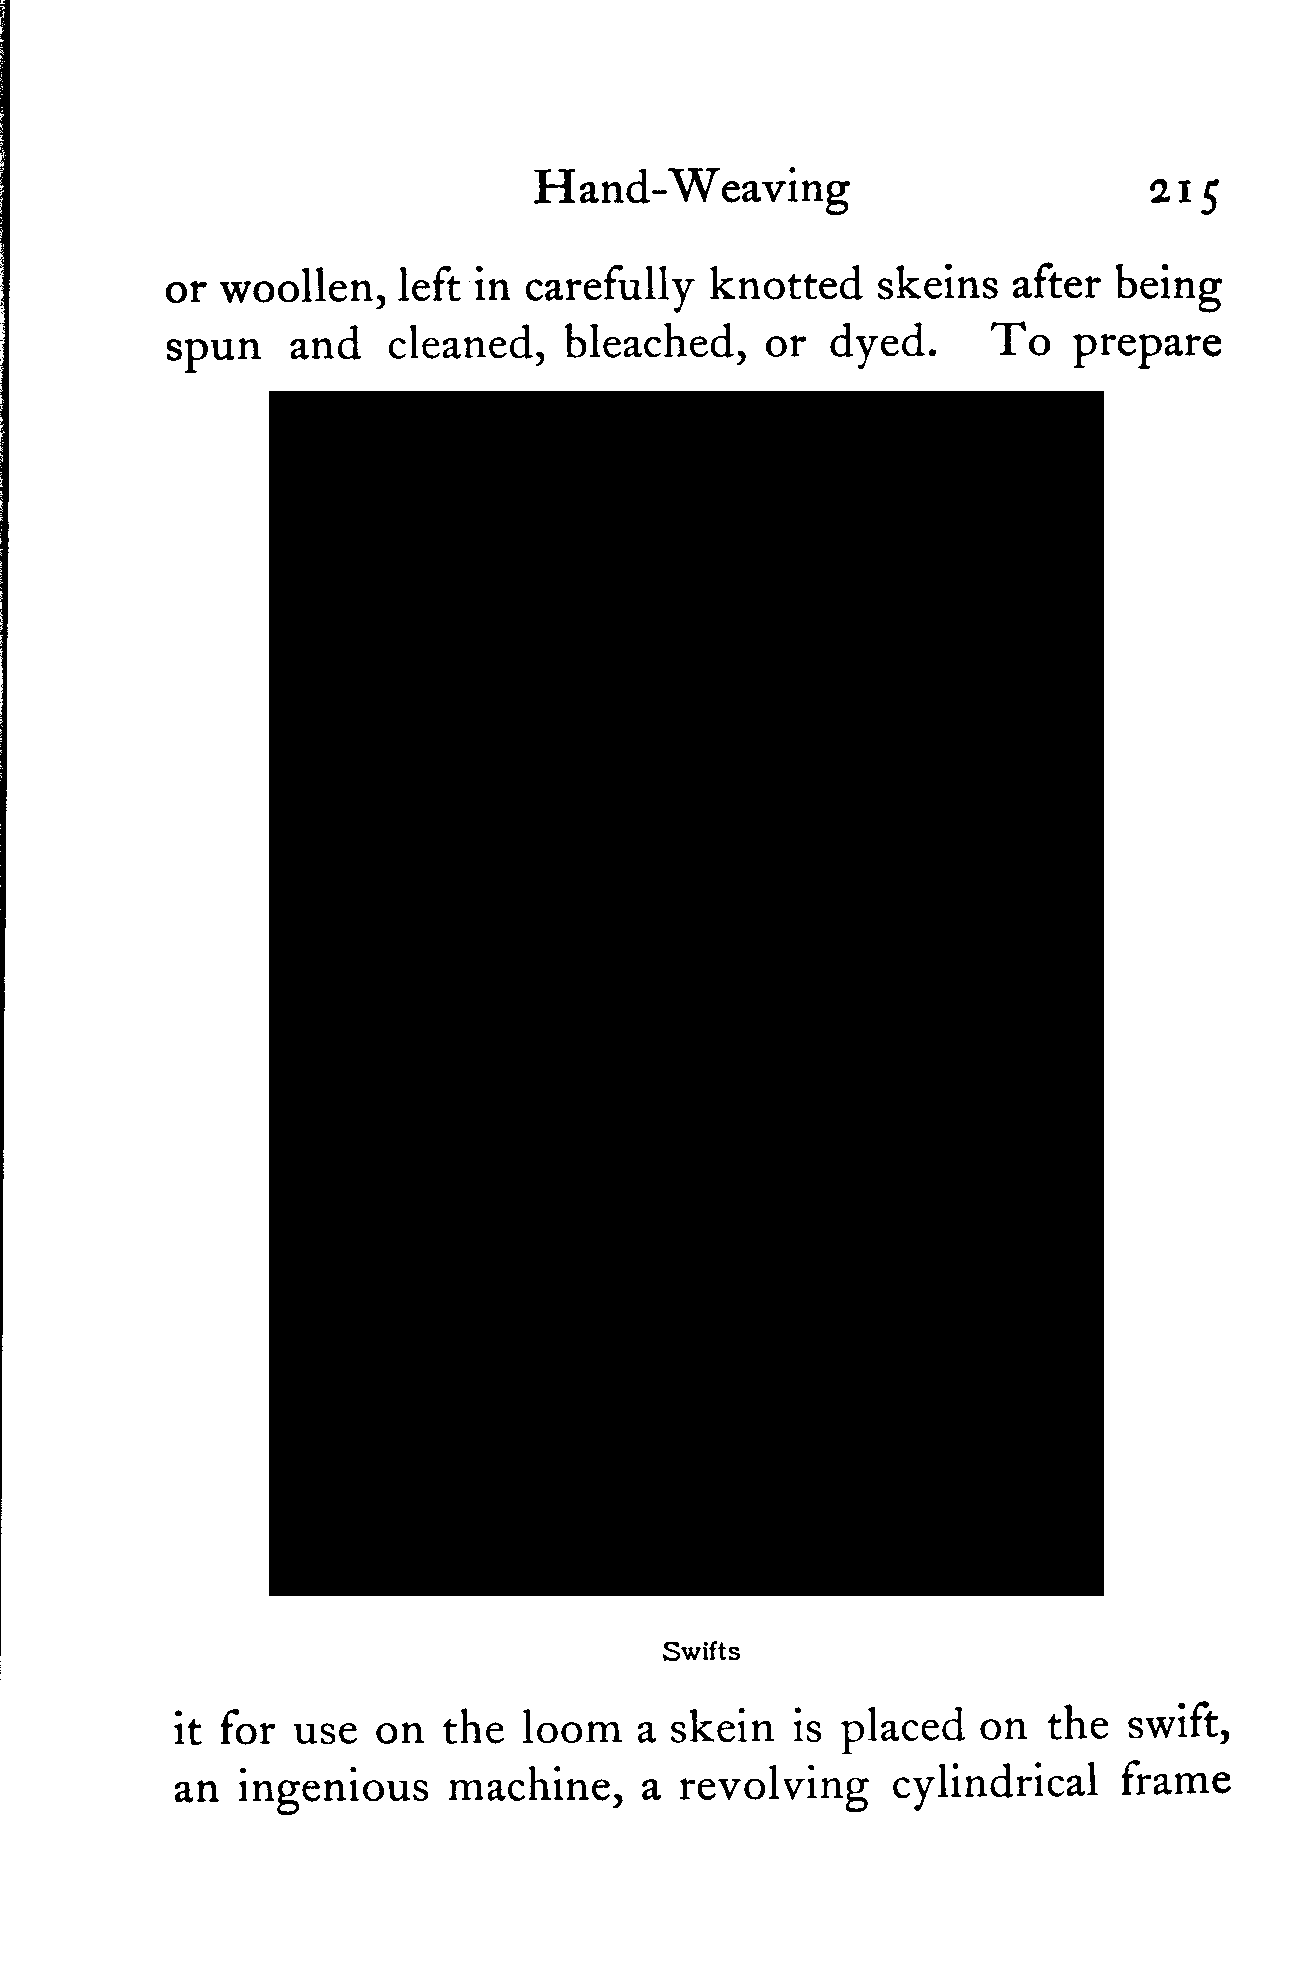 Hand-Weaving 215
or woollen, left in carefully knotted skeins after being
spun and cleaned, bleached, or dyed. To prepare
Swifts
it for use on the loom a skein is placed on the swift,
an ingenious machine, a revolving cylindrical frame